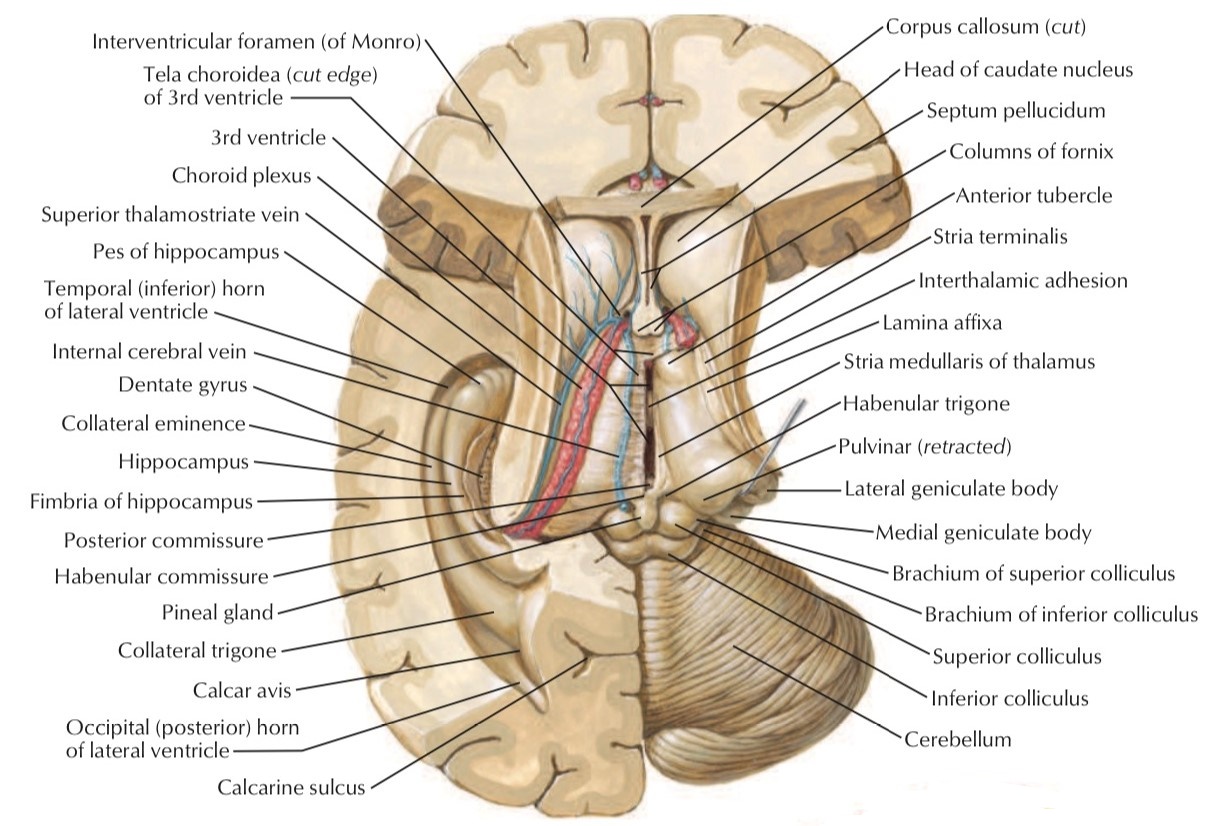 Interventricular foramen (of Monro)
Tela choroidea (cut edge)
of 3rd ventricle
3rd ventricle
Choroid plexus
Superior thalamostriate vein
Pes of hippocampus
Temporal (inferior) horn
of lateral ventricle
Internal cerebral vein
Dentate gyrus
Collateral eminence
Hippocampus
Fimbria of hippocampus
Posterior commissure
Habenular commissure
Pineal gland
Collateral trigone
Calcar avis
Occipital (posterior) horn
of lateral ventricle
Calcarine sulcus
Corpus callosum (cut)
Head of caudate nucleus
Septum pellucidum
Columns of fornix
Anterior tubercle
Stria terminalis
Interthalamic adhesion
Lamina affixa
Stria medullaris of thalamus
Habenular trigone
Pulvinar (retracted)
Lateral geniculate body
Medial geniculate body
Brachium of superior colliculus
Brachium of inferior colliculus
Superior colliculus
Inferior colliculus
Cerebellum